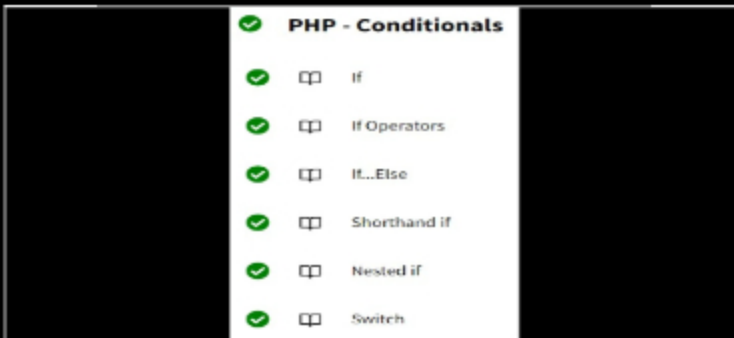 PHP - Conditionals
If
If Operators
If...Else
Shorthand if
Nested if
Switch